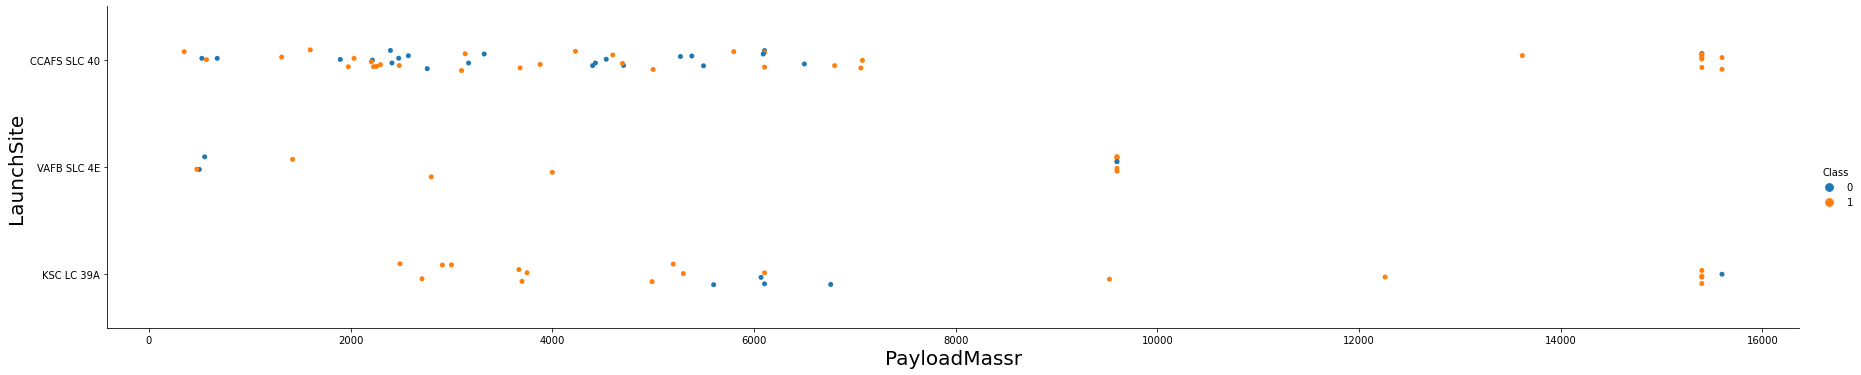 LaunchSite
CCAFS SLC 40
VAFB SLC 4E
KSC LC 39A
0 2000 4000 6000 8000 10000 12000 14000 16000
PayloadMassr
Class
0
1